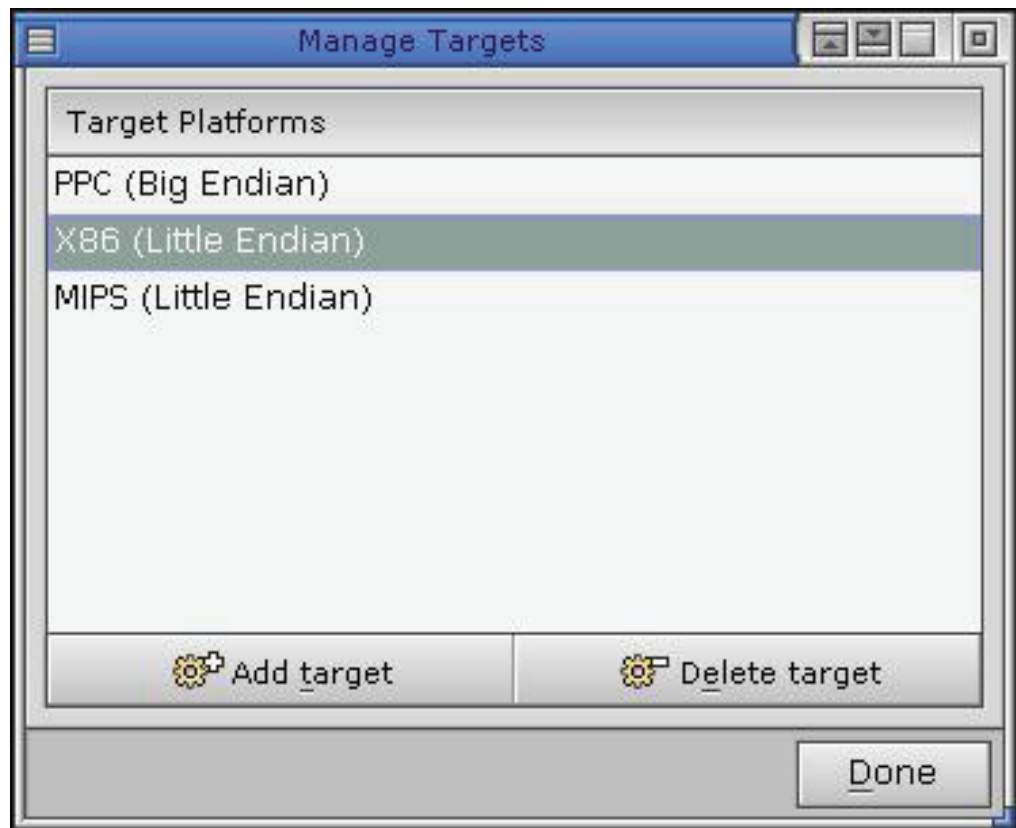 Manage Targets
Target Platforms
PPC (Big Endian)
X86 (Little Endian)
MIPS (Little Endian)
Add target
Delete target
Done